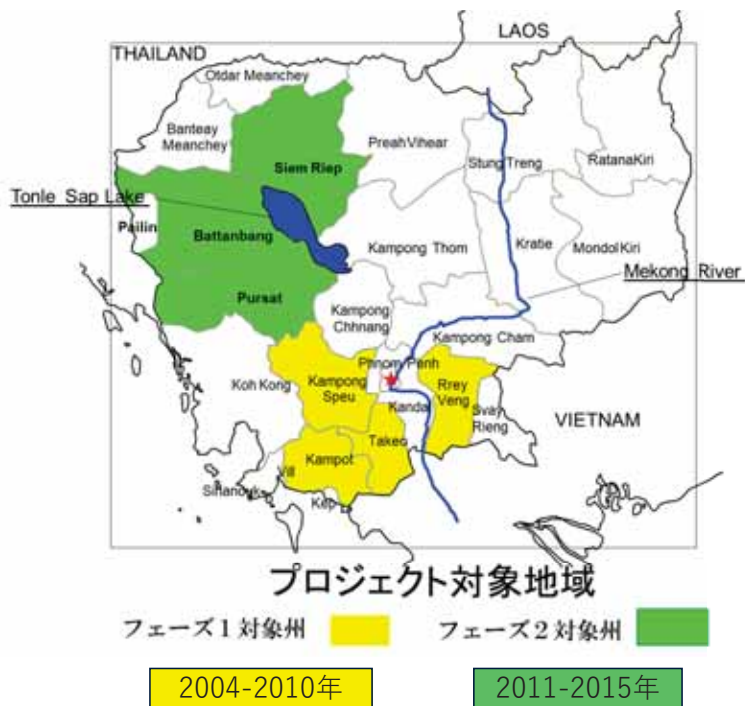 LAOS
THAILAND
Otdar Meanchey
Banteay
Meanchey
Preah Vihear
Siem Riep
Stung Treng
RatanaKiri
Tonle Sap Lake
Pailin
Battanbang
Kampong Thom
Kratie
MondolKiri
Mekong River
Pursat
Kampong
Chhnang
Kampong Cham
Phnom Penh
Koh Kong
Kampong
Speu
Rrey
Veng
Kandal
Svay
Rieng
VIETNAM
Takeo
Kampot
Vill
Sihanouk
Kep
プロジェクト対象地域
フェーズ1対象州
フェーズ2対象州
2004-2010年
2011-2015年